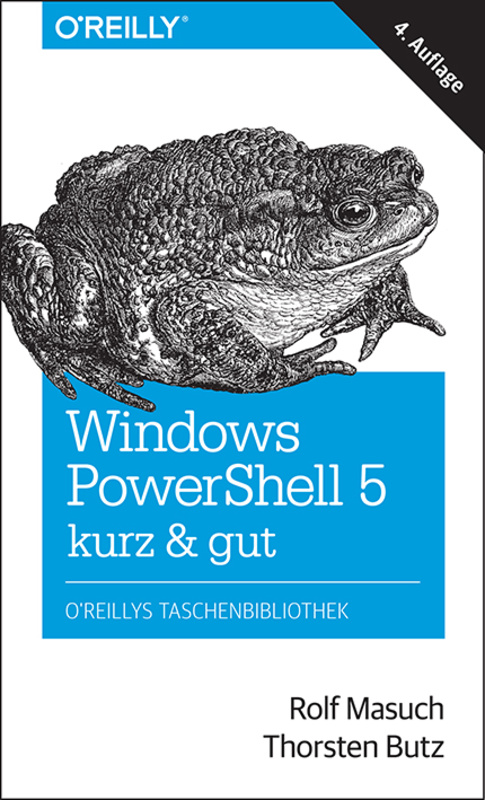 O'REILLY®
4. Auflage
Windows
PowerShell 5
kurz & gut
O'REILLYS TASCHENBIBLIOTHEK
Rolf Masuch
Thorsten Butz